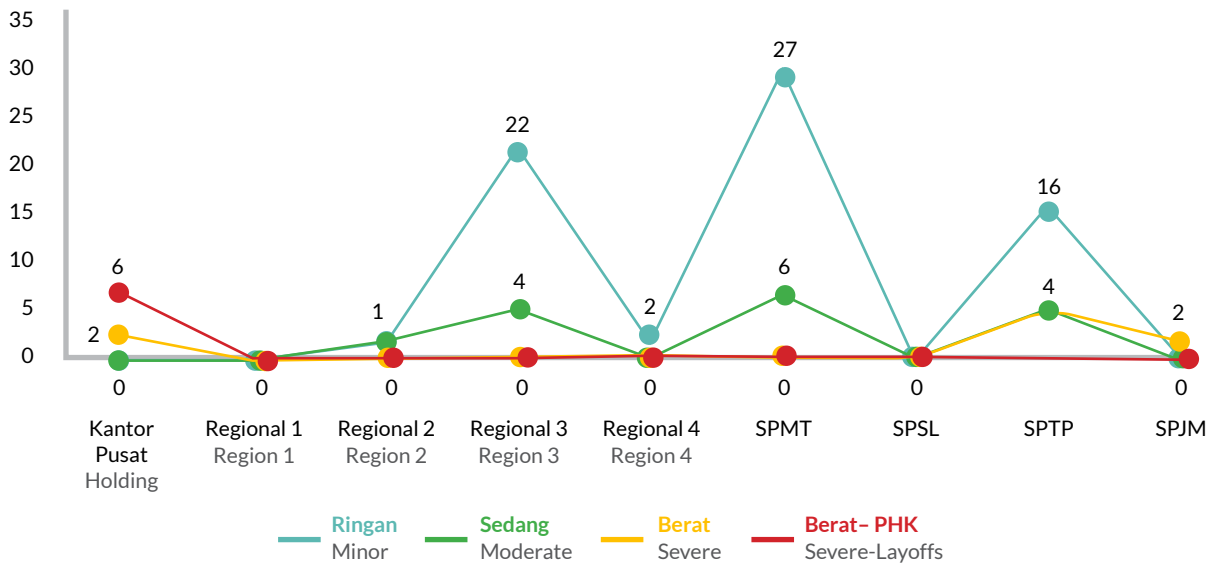 35
30
25
20
15
10
5
0
6
2
0
0
1
0
22
4
0
2
0
27
6
0
0
16
4
2
0
Kantor
Pusat
Holding
Regional 1
Region 1
Regional 2
Region 2
Regional 3
Region 3
Regional 4
Region 4
SPMT
SPSL
SPTP
SPJM
Ringan
Minor
Sedang
Moderate
Berat
Severe
Berat– PHK
Severe-Layoffs